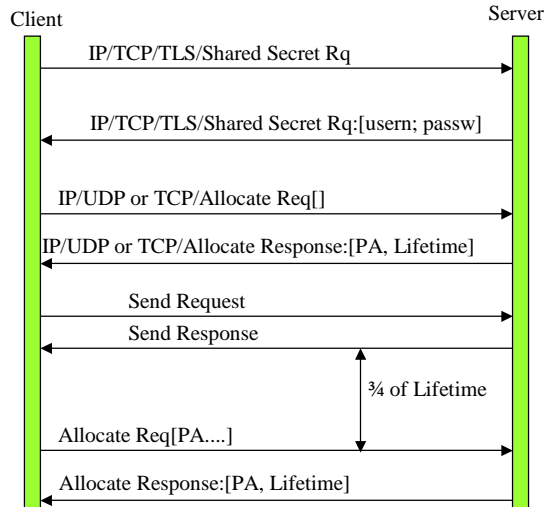 Client
Server
IP/TCP/TLS/Shared Secret Rq
IP/TCP/TLS/Shared Secret Rq:[usern; passw]
IP/UDP or TCP/Allocate Req[]
IP/UDP or TCP/Allocate Response:[PA, Lifetime]
Send Request
Send Response
¾ of Lifetime
Allocate Req[PA....]
Allocate Response:[PA, Lifetime]